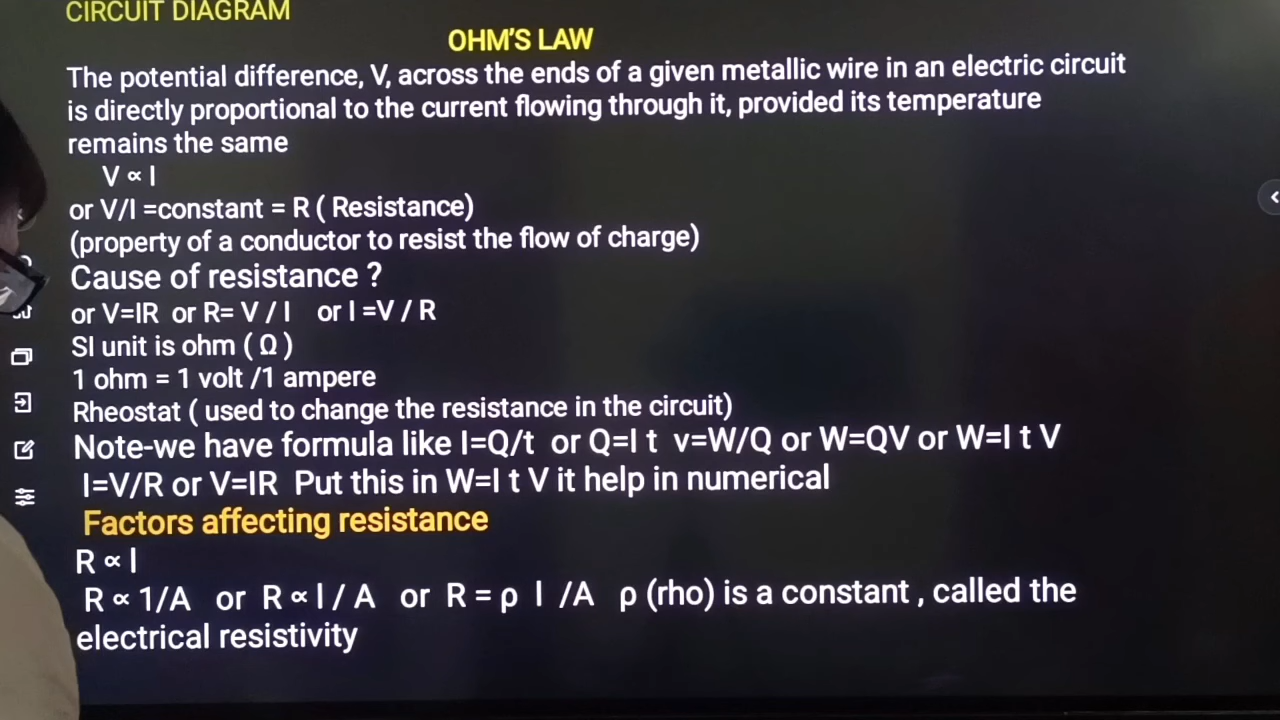 CIRCUIT DIAGRAM
OHM'S LAW
The potential difference, V, across the ends of a given metallic wire in an electric circuit
is directly proportional to the current flowing through it, provided its temperature
remains the same
V ∝ I
or V/I =constant = R ( Resistance)
(property of a conductor to resist the flow of charge)
Cause of resistance ?
or V=IR or R= V / I or I =V / R
SI unit is ohm ( Ω )
1 ohm = 1 volt /1 ampere
Rheostat ( used to change the resistance in the circuit)
Note-we have formula like I=Q/t or Q=I t v=W/Q or W=QV or W=I t V
I=V/R or V=IR Put this in W=I t V it help in numerical
Factors affecting resistance
R ∝ l
R ∝ 1/A or R ∝ l / A or R = ρ l /A ρ (rho) is a constant , called the
electrical resistivity